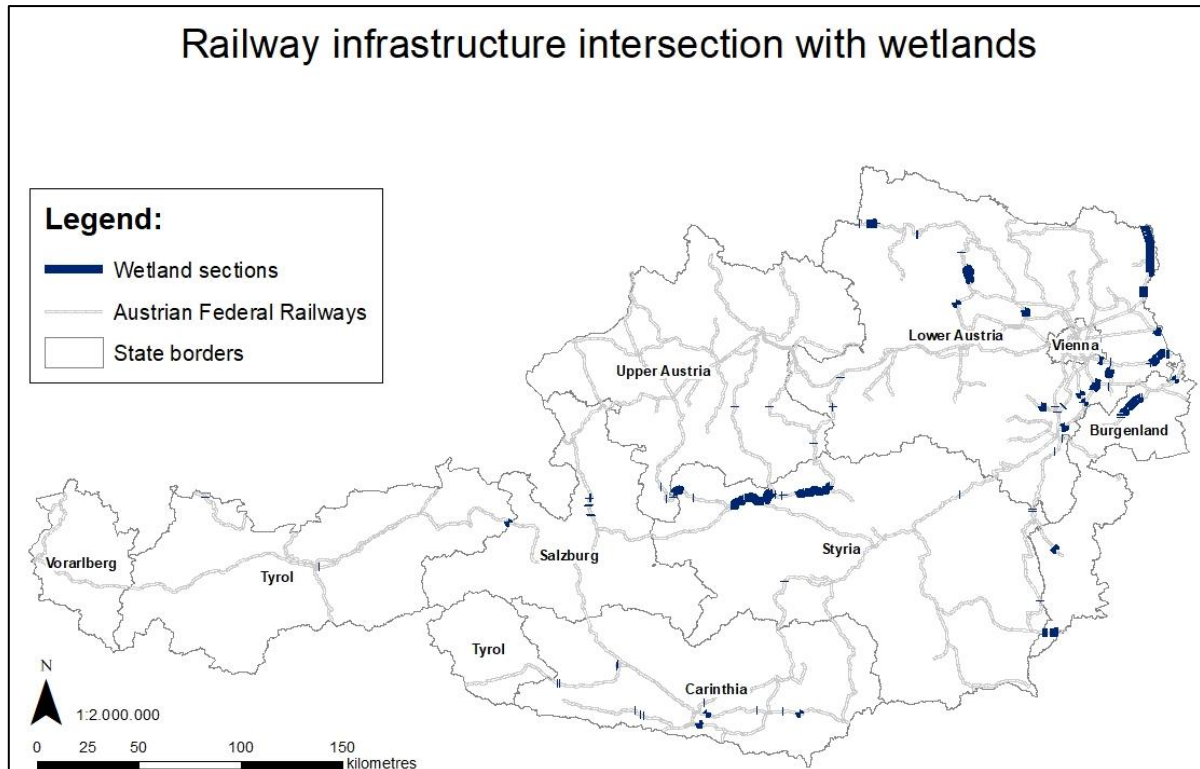 Railway infrastructure intersection with wetlands
Legend:
Wetland sections
Austrian Federal Railways
State borders
Lower Austria
Vienna
Upper Austria
Burgenland
Vorarlberg
Tyrol
Salzburg
Styria
Tyrol
Carinthia
N
1:2.000.000
0 25 50 100 150
kilometres